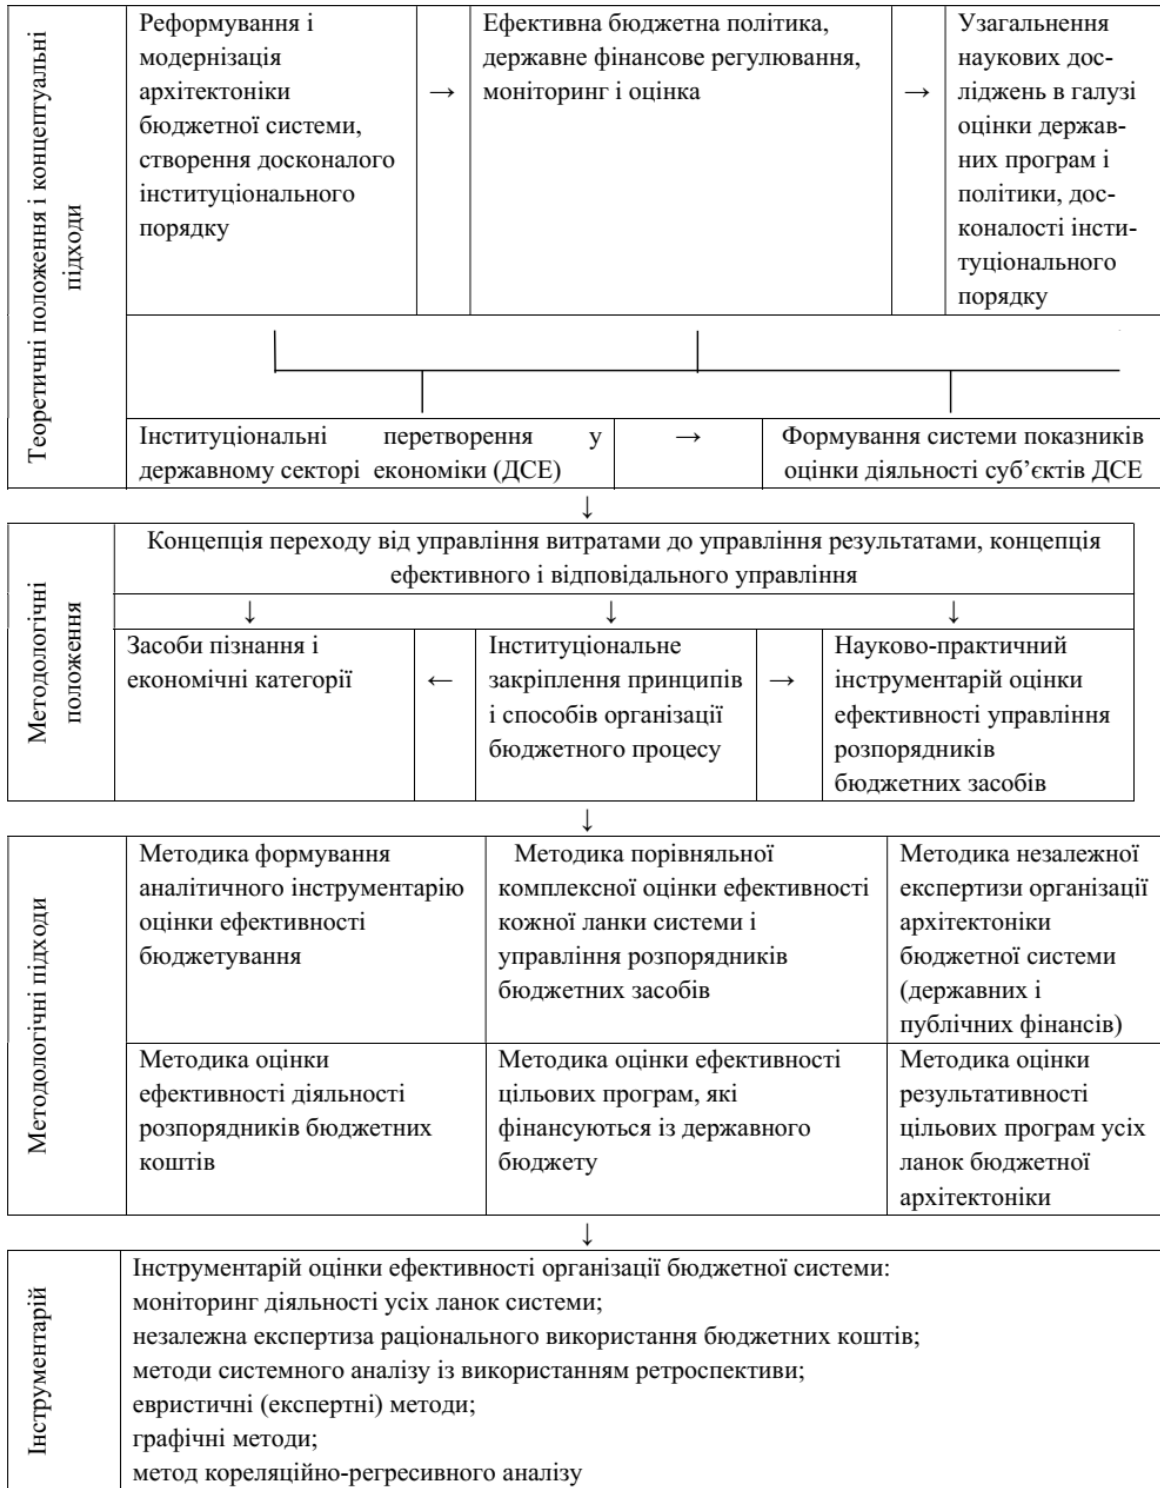 Теоретичні положення і концептуальні
підходи
Реформування і
модернізація
архітектоніки
бюджетної системи,
створення досконалого
інституціонального
порядку
→
Ефективна бюджетна політика,
державне фінансове регулювання,
моніторинг і оцінка
→
Узагальнення
наукових дос-
ліджень в галузі
оцінки держав-
них програм і
політики, дос-
коналості інсти-
туціонального
порядку
Інституціональні перетворення у
державному секторі економіки (ДСЕ)
→
Формування системи показників
оцінки діяльності суб’єктів ДСЕ
↓
Методологічні
положення
Концепція переходу від управління витратами до управління результатами, концепція
ефективного і відповідального управління
↓ ↓ ↓
Засоби пізнання і
економічні категорії
←
Інституціональне
закріплення принципів
і способів організації
бюджетного процесу
→
Науково-практичний
інструментарій оцінки
ефективності управління
розпорядників
бюджетних засобів
↓
Методологічні підходи
Методика формування
аналітичного інструментарію
оцінки ефективності
бюджетування
Методика порівняльної
комплексної оцінки ефективності
кожної ланки системи і
управління розпорядників
бюджетних засобів
Методика незалежної
експертизи організації
архітектоніки
бюджетної системи
(державних і
публічних фінансів)
Методика оцінки
ефективності діяльності
розпорядників бюджетних
коштів
Методика оцінки ефективності
цільових програм, які
фінансуються із державного
бюджету
Методика оцінки
результативності
цільових програм усіх
ланок бюджетної
архітектоніки
↓
Інструментарій
Інструментарій оцінки ефективності організації бюджетної системи:
моніторинг діяльності усіх ланок системи;
незалежна експертиза раціонального використання бюджетних коштів;
методи системного аналізу із використанням ретроспективи;
евристичні (експертні) методи;
графічні методи;
метод кореляційно-регресивного аналізу